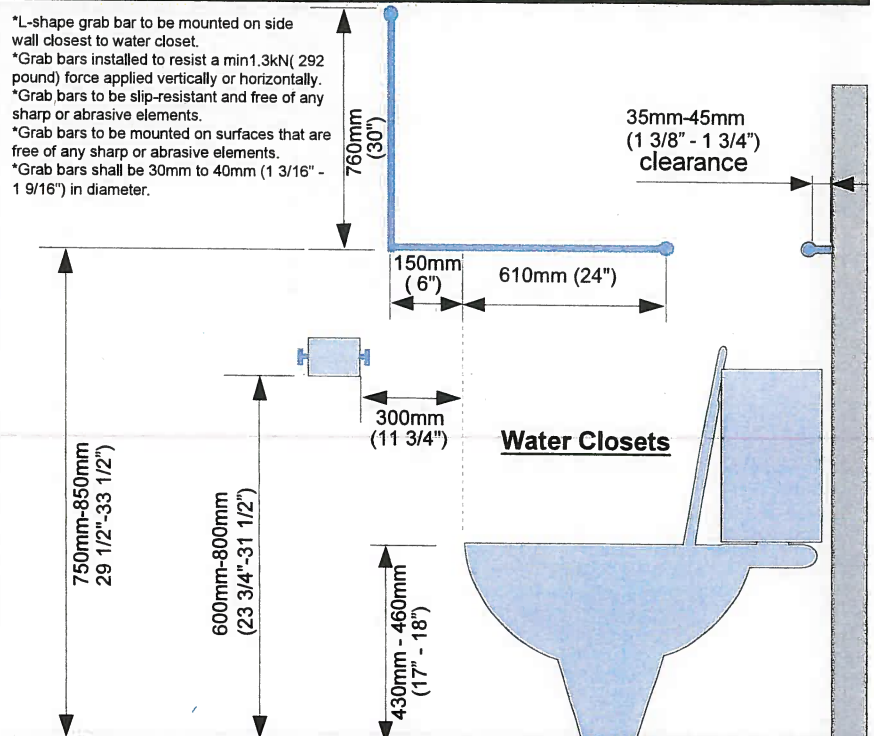 *L-shape grab bar to be mounted on side
wall closest to water closet.
*Grab bars installed to resist a min1.3kN( 292
pound) force applied vertically or horizontally.
*Grab bars to be slip-resistant and free of any
sharp or abrasive elements.
*Grab bars to be mounted on surfaces that are
free of any sharp or abrasive elements.
*Grab bars shall be 30mm to 40mm (1 3/16" -
1 9/16") in diameter.
760mm
(30")
35mm-45mm
(1 3/8" - 1 3/4")
clearance
150mm
( 6")
610mm (24")
300mm
(11 3/4")
Water Closets
750mm-850mm
29 1/2"-33 1/2")
600mm-800mm
(23 3/4"-31 1/2")
430mm - 460mm
(17" - 18")